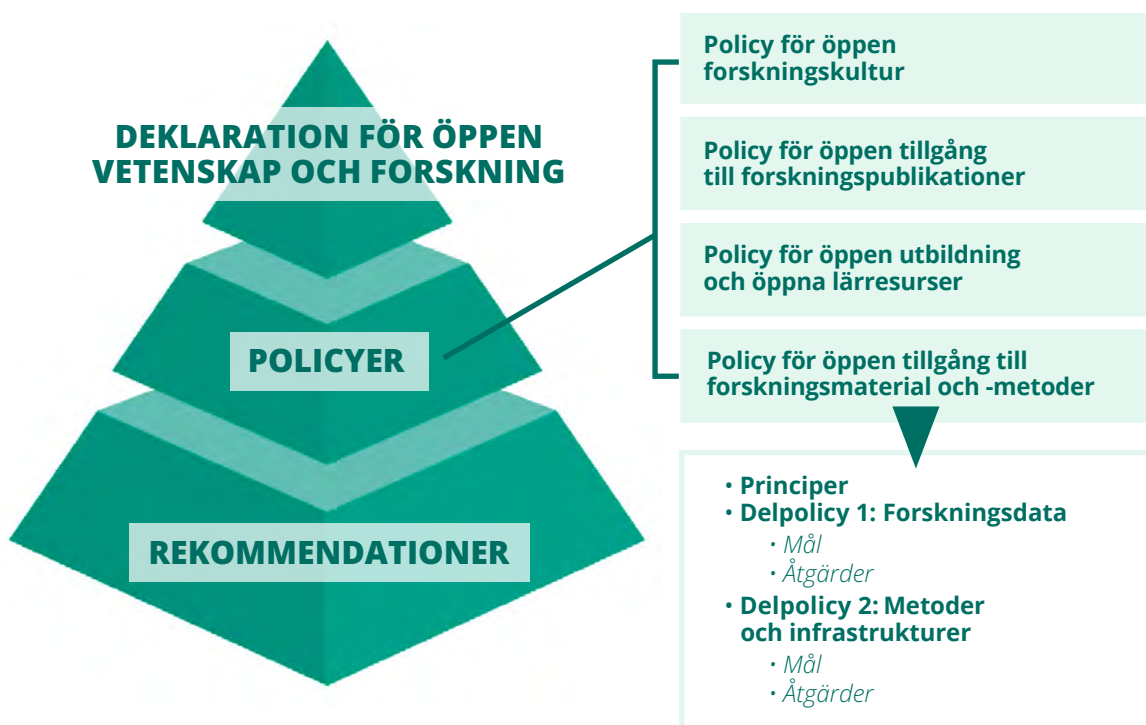 DEKLARATION FÖR ÖPPEN
VETENSKAP OCH FORSKNING
POLICYER
REKOMMENDATIONER
Policy för öppen
forskningskultur
Policy för öppen tillgång
till forskningspublikationer
Policy för öppen utbildning
och öppna lärresurser
Policy för öppen tillgång till
forskningsmaterial och -metoder
• Principer
• Delpolicy 1: Forskningsdata
• Mål
• Åtgärder
• Delpolicy 2: Metoder
och infrastrukturer
• Mål
• Åtgärder